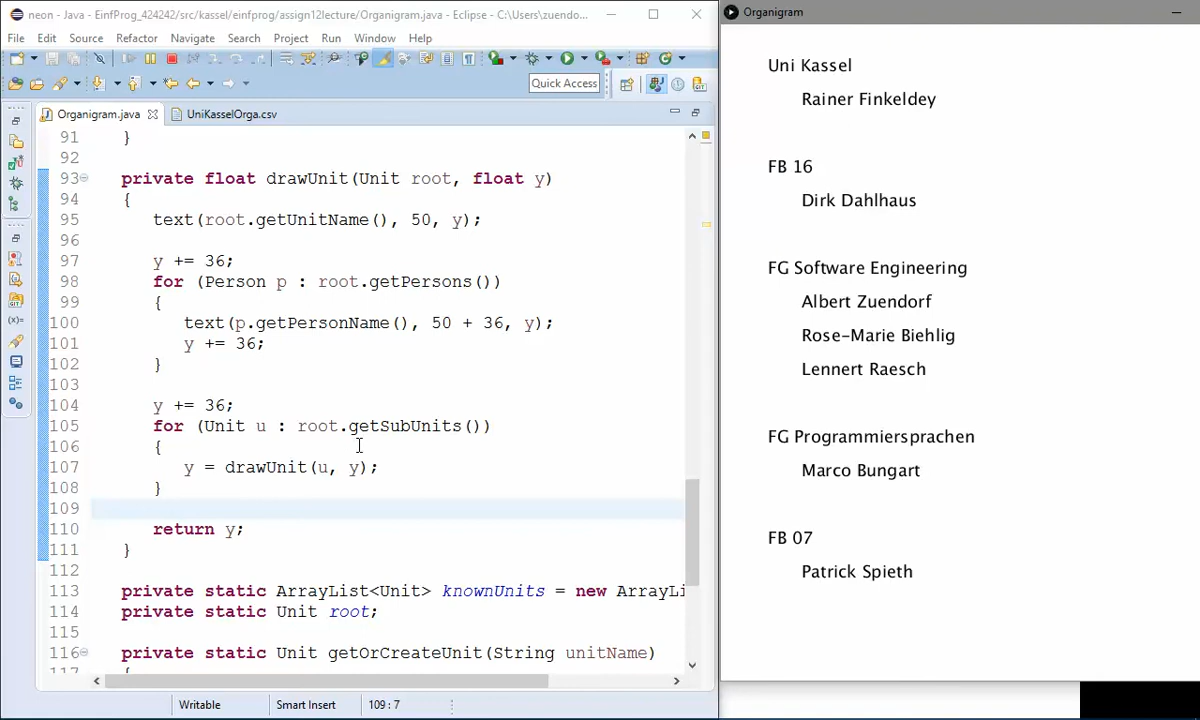 neon - Java - EinfProg_424242/src/kassel/einfprog/assign12lecture/Organigram.java - Eclipse - C:\Users\zuendo...
File Edit Source Refactor Navigate Search Project Run Window Help
Quick Access
Organigram.java UniKasselOrga.csv
91 }
92
93 private float drawUnit(Unit root, float y)
94 {
95 text(root.getUnitName(), 50, y);
96
97 y += 36;
98 for (Person p : root.getPersons())
99 {
100 text(p.getPersonName(), 50 + 36, y);
101 y += 36;
102 }
103
104 y += 36;
105 for (Unit u : root.getSubUnits())
106 {
107 y = drawUnit(u, y);
108 }
109
110 return y;
111 }
112
113 private static ArrayList<Unit> knownUnits = new ArrayLi
114 private static Unit root;
115
116 private static Unit getOrCreateUnit(String unitName)
117 {
Writable Smart Insert 109 : 7
Organigram
Uni Kassel
Rainer Finkeldey
FB 16
Dirk Dahlhaus
FG Software Engineering
Albert Zuendorf
Rose-Marie Biehlig
Lennert Raesch
FG Programmiersprachen
Marco Bungart
FB 07
Patrick Spieth